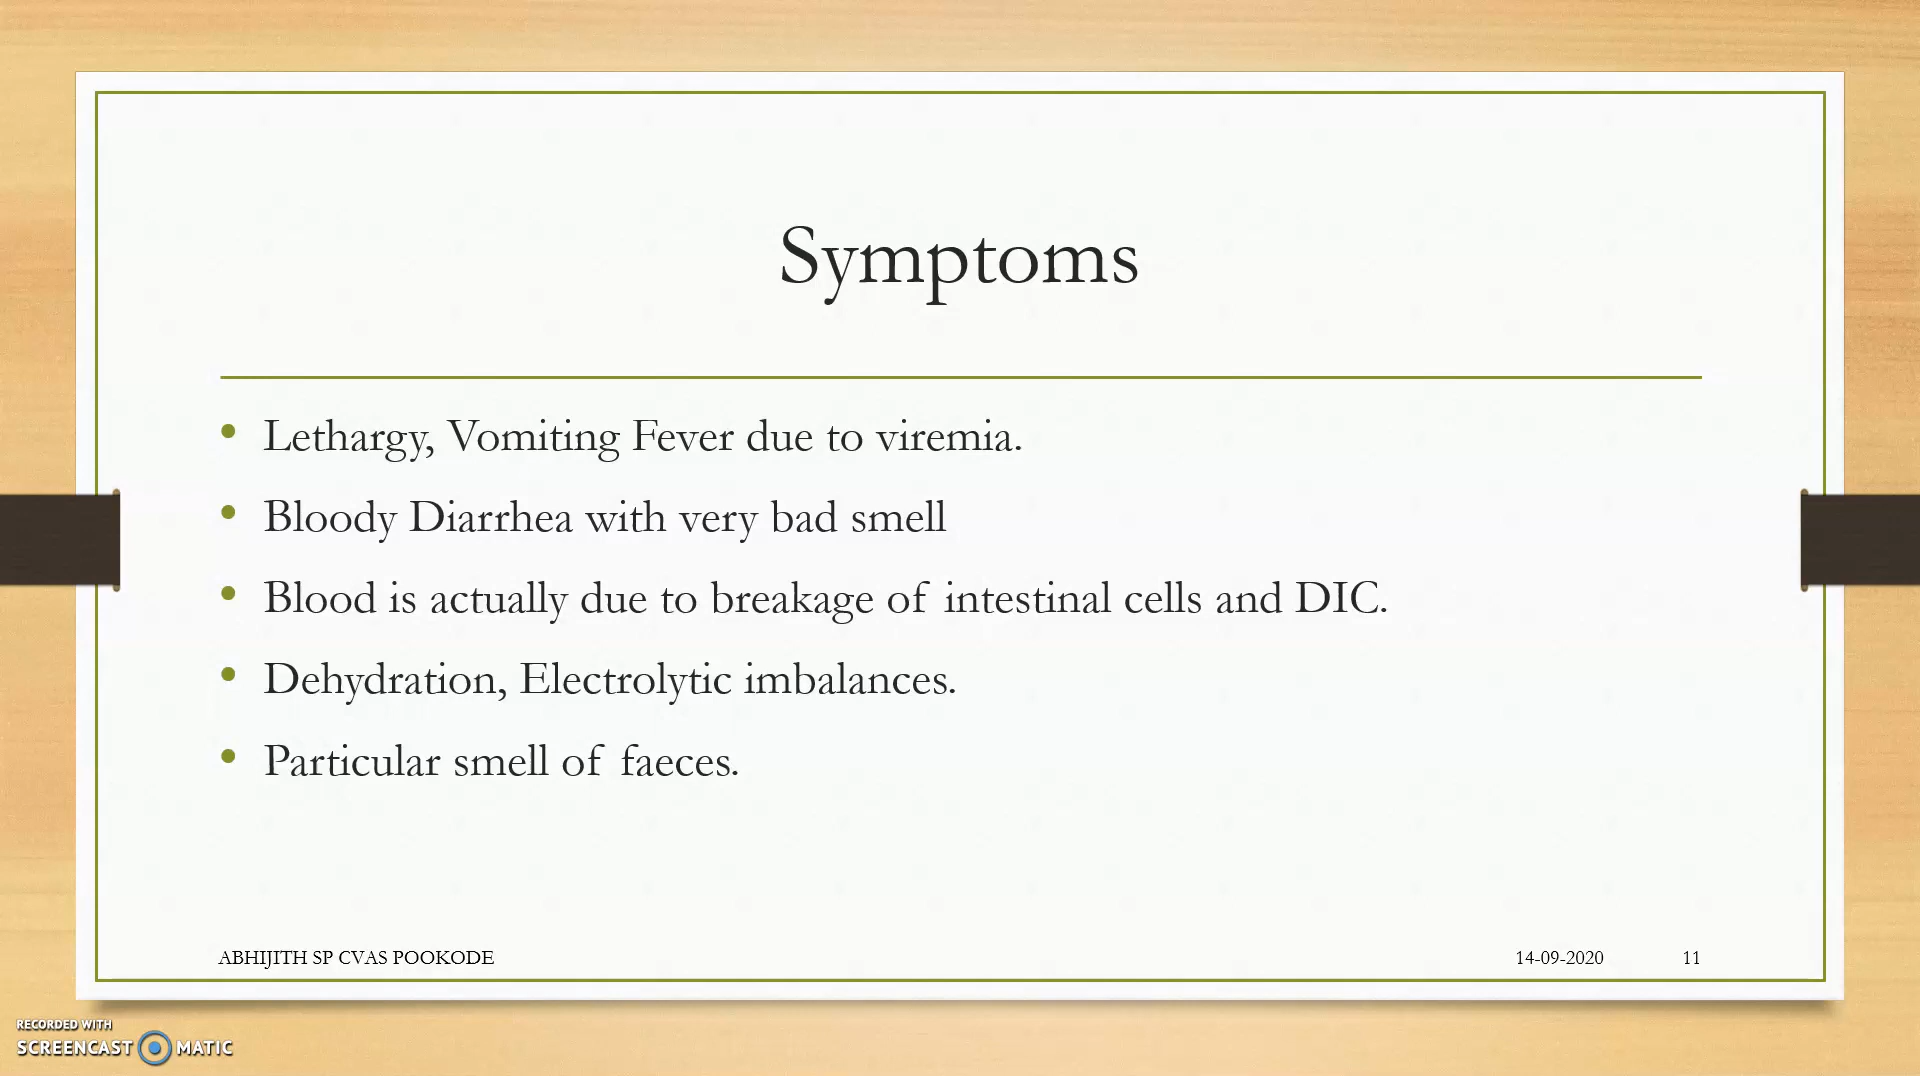 Symptoms
• Lethargy, Vomiting Fever due to viremia.
• Bloody Diarrhea with very bad smell
• Blood is actually due to breakage of intestinal cells and DIC.
• Dehydration, Electrolytic imbalances.
• Particular smell of faeces.
ABHIJITH SP CVAS POOKODE 14-09-2020 11
RECORDED WITH
SCREENCAST MATIC